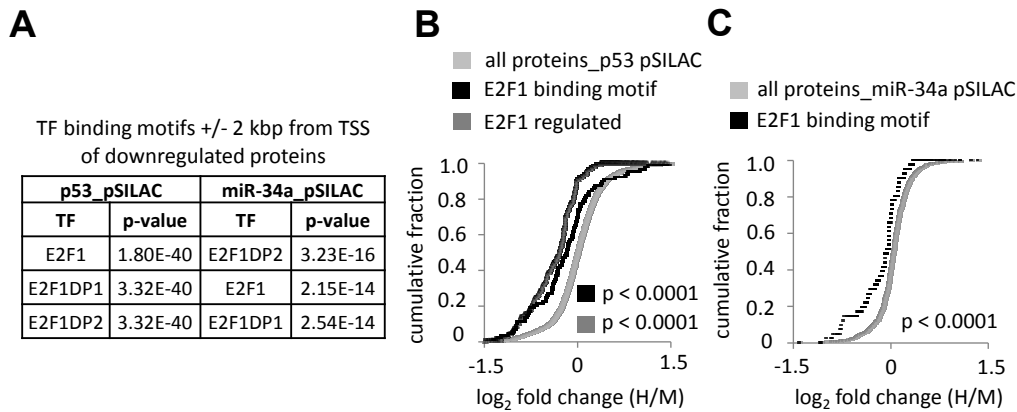 A
TF binding motifs +/- 2 kbp from TSS
of downregulated proteins
p53_pSILAC miR-34a_pSILAC
TF p-value TF p-value
E2F1 1.80E-40 E2F1DP2 3.23E-16
E2F1DP1 3.32E-40 E2F1 2.15E-14
E2F1DP2 3.32E-40 E2F1DP1 2.54E-14
B
all proteins_p53 pSILAC
E2F1 binding motif
E2F1 regulated
cumulative fraction
1.0
0.8
0.6
0.4
0.2
0
p < 0.0001
p < 0.0001
-1.5 0 1.5
log₂ fold change (H/M)
C
all proteins_miR-34a pSILAC
E2F1 binding motif
cumulative fraction
1.0
0.8
0.6
0.4
0.2
0
p < 0.0001
-1.5 0 1.5
log₂ fold change (H/M)